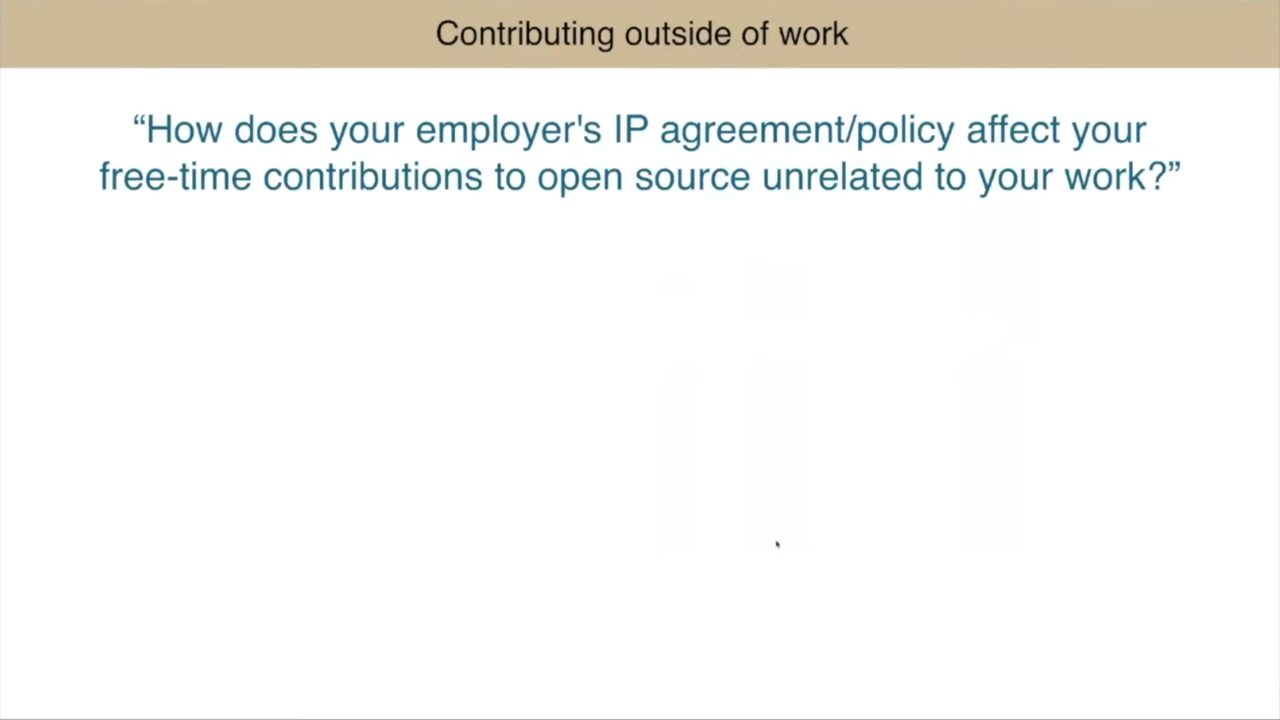 Contributing outside of work
“How does your employer's IP agreement/policy affect your
free-time contributions to open source unrelated to your work?”